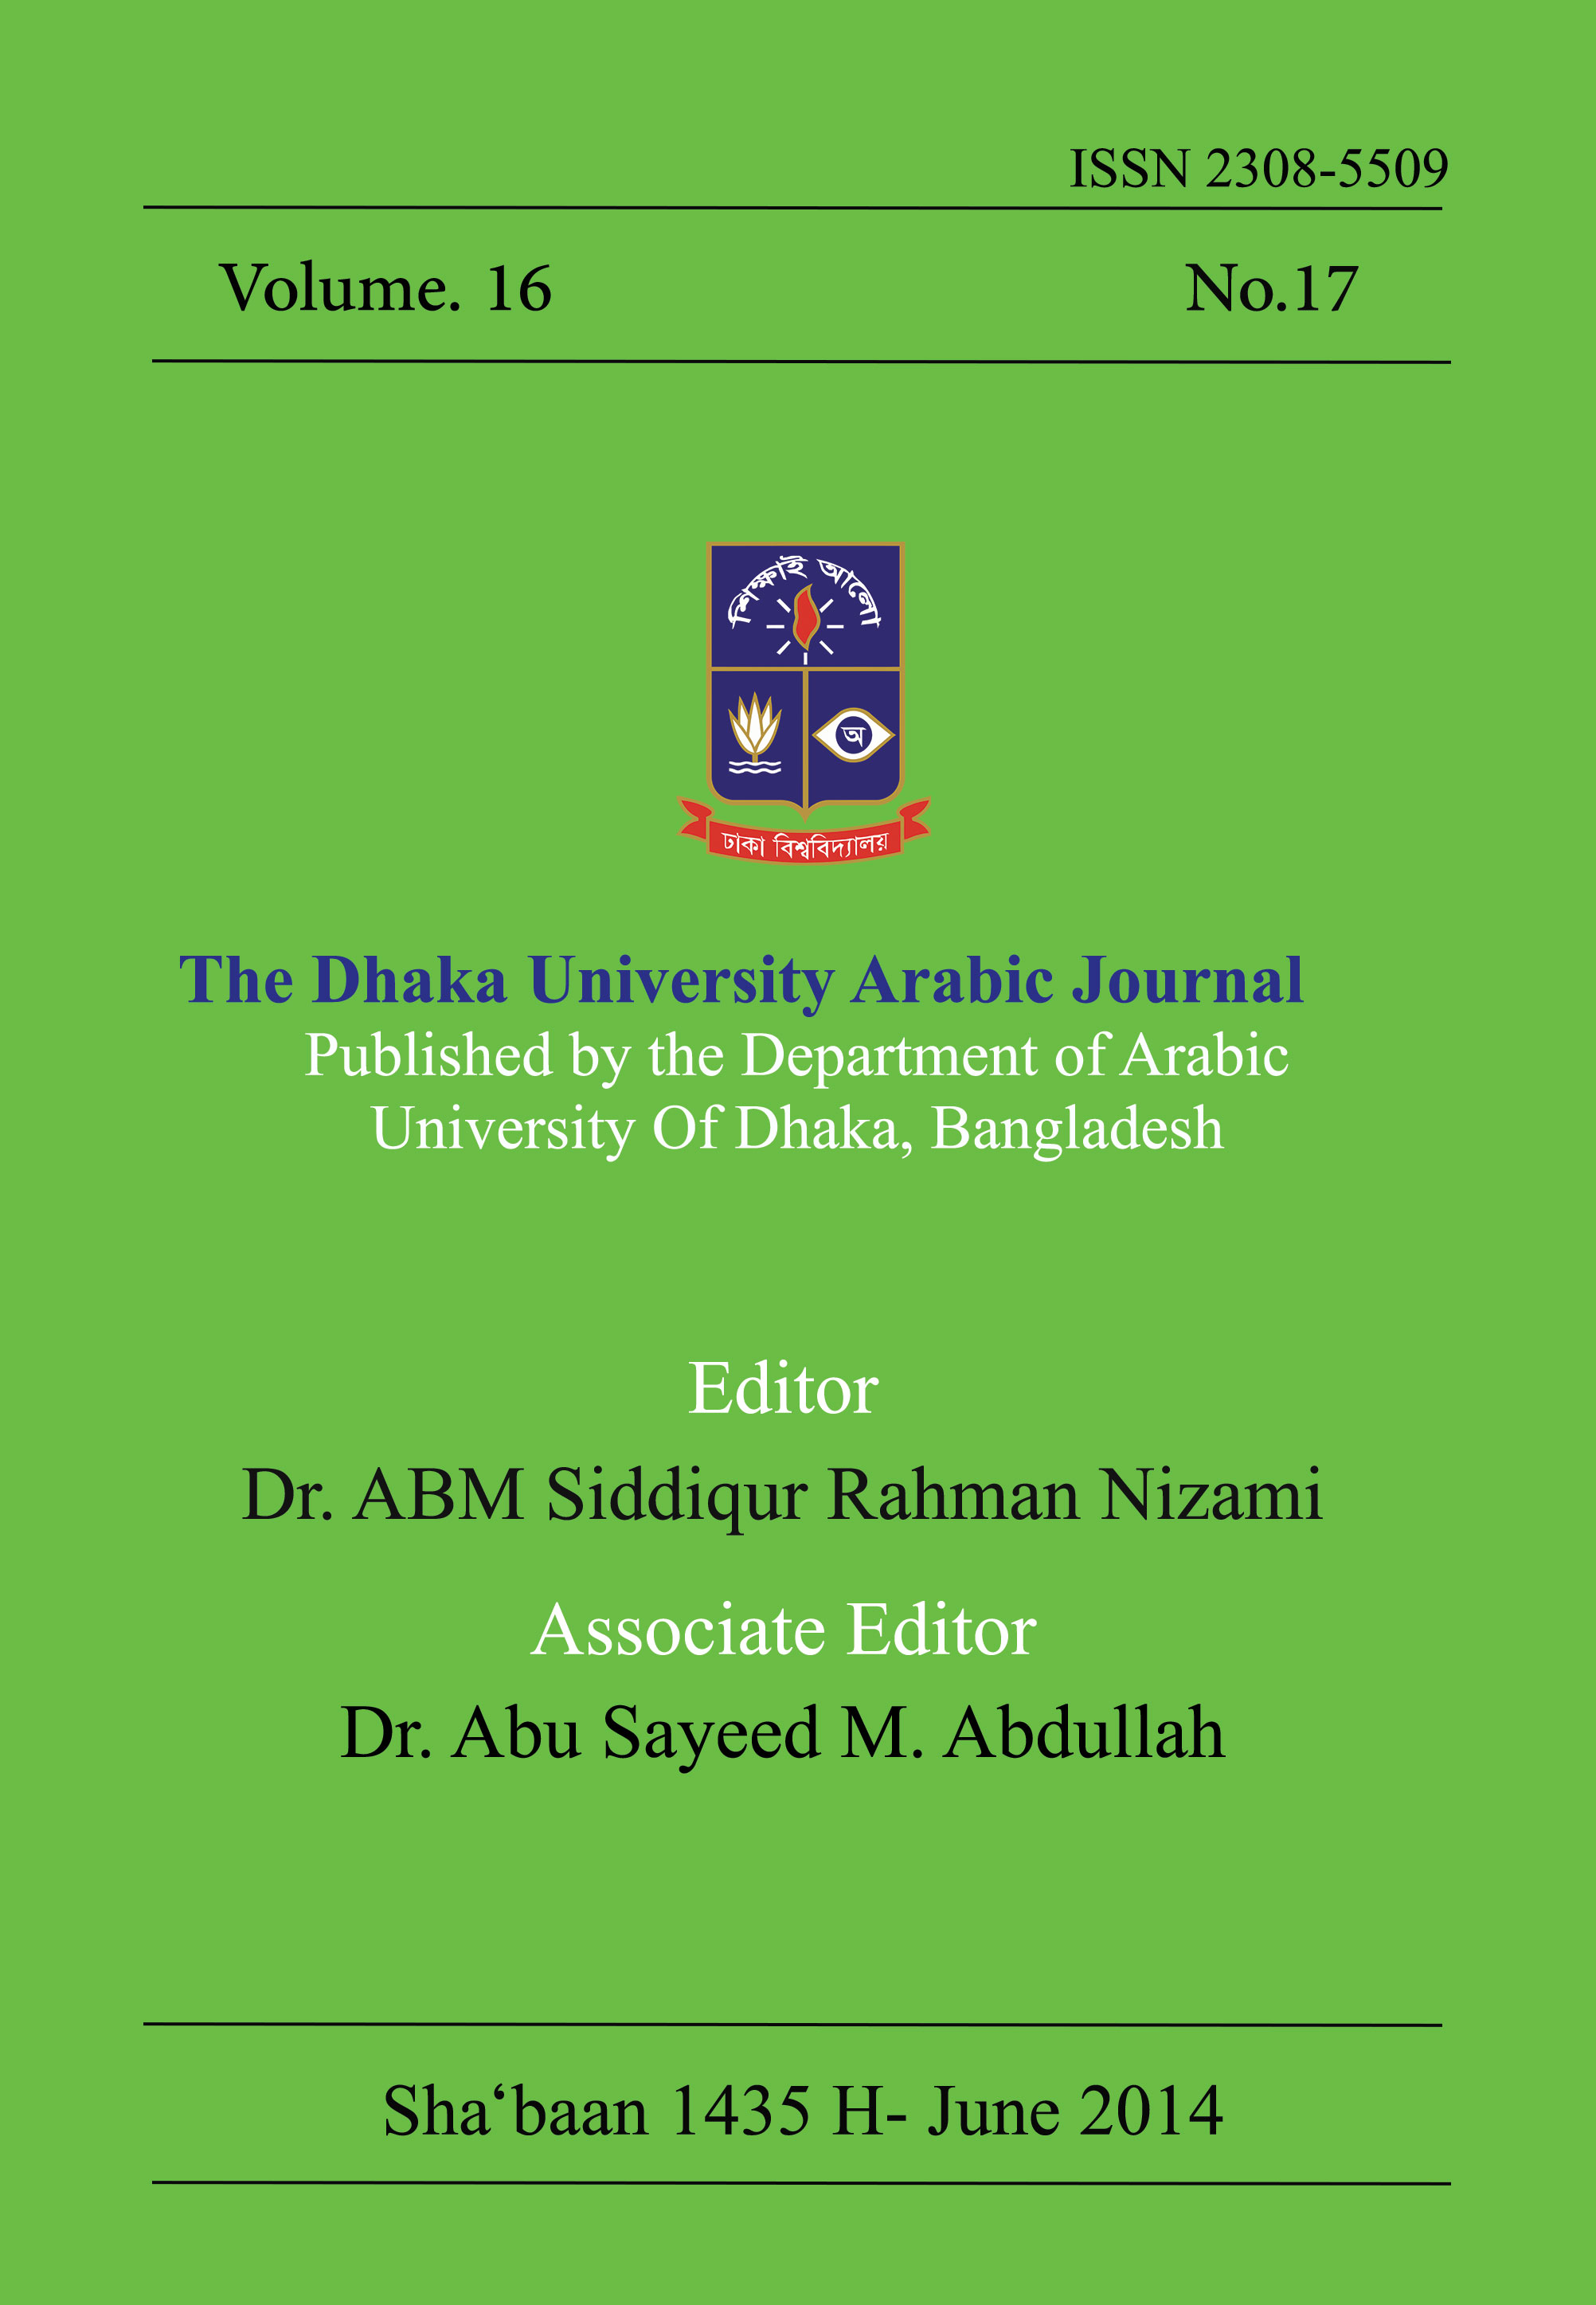 ISSN 2308-5509
Volume. 16 No.17
শিক্ষাই আলো
অ
ঢাকা বিশ্ববিদ্যালয়
The Dhaka University Arabic Journal
Published by the Department of Arabic
University Of Dhaka, Bangladesh
Editor
Dr. ABM Siddiqur Rahman Nizami
Associate Editor
Dr. Abu Sayeed M. Abdullah
Sha‘baan 1435 H- June 2014